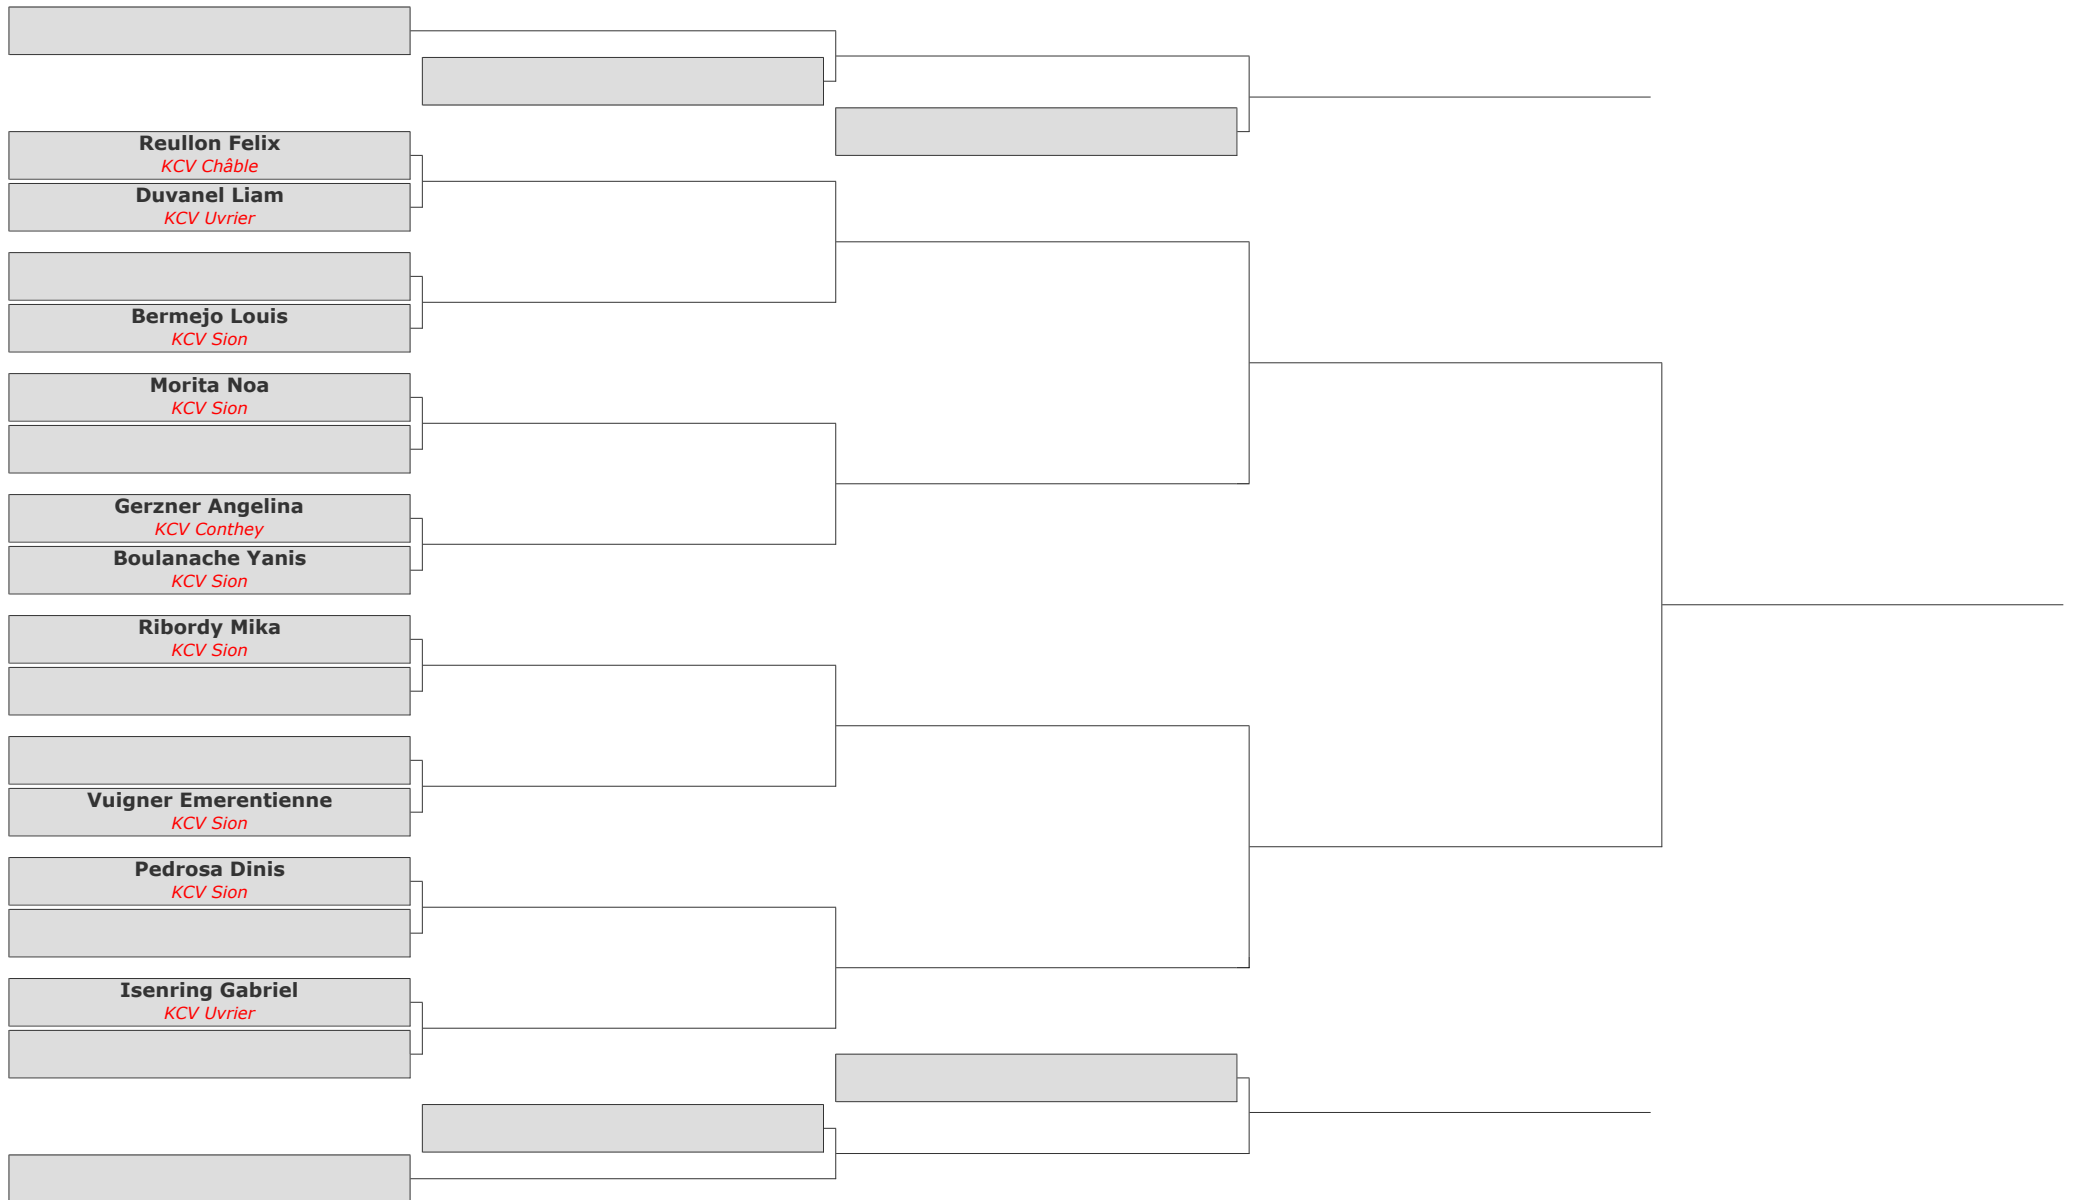 Reullon Felix
KCV Châble
Duvanel Liam
KCV Uvrier
Bermejo Louis
KCV Sion
Morita Noa
KCV Sion
Gerzner Angelina
KCV Conthey
Boulanache Yanis
KCV Sion
Ribordy Mika
KCV Sion
Vuigner Emerentienne
KCV Sion
Pedrosa Dinis
KCV Sion
Isenring Gabriel
KCV Uvrier